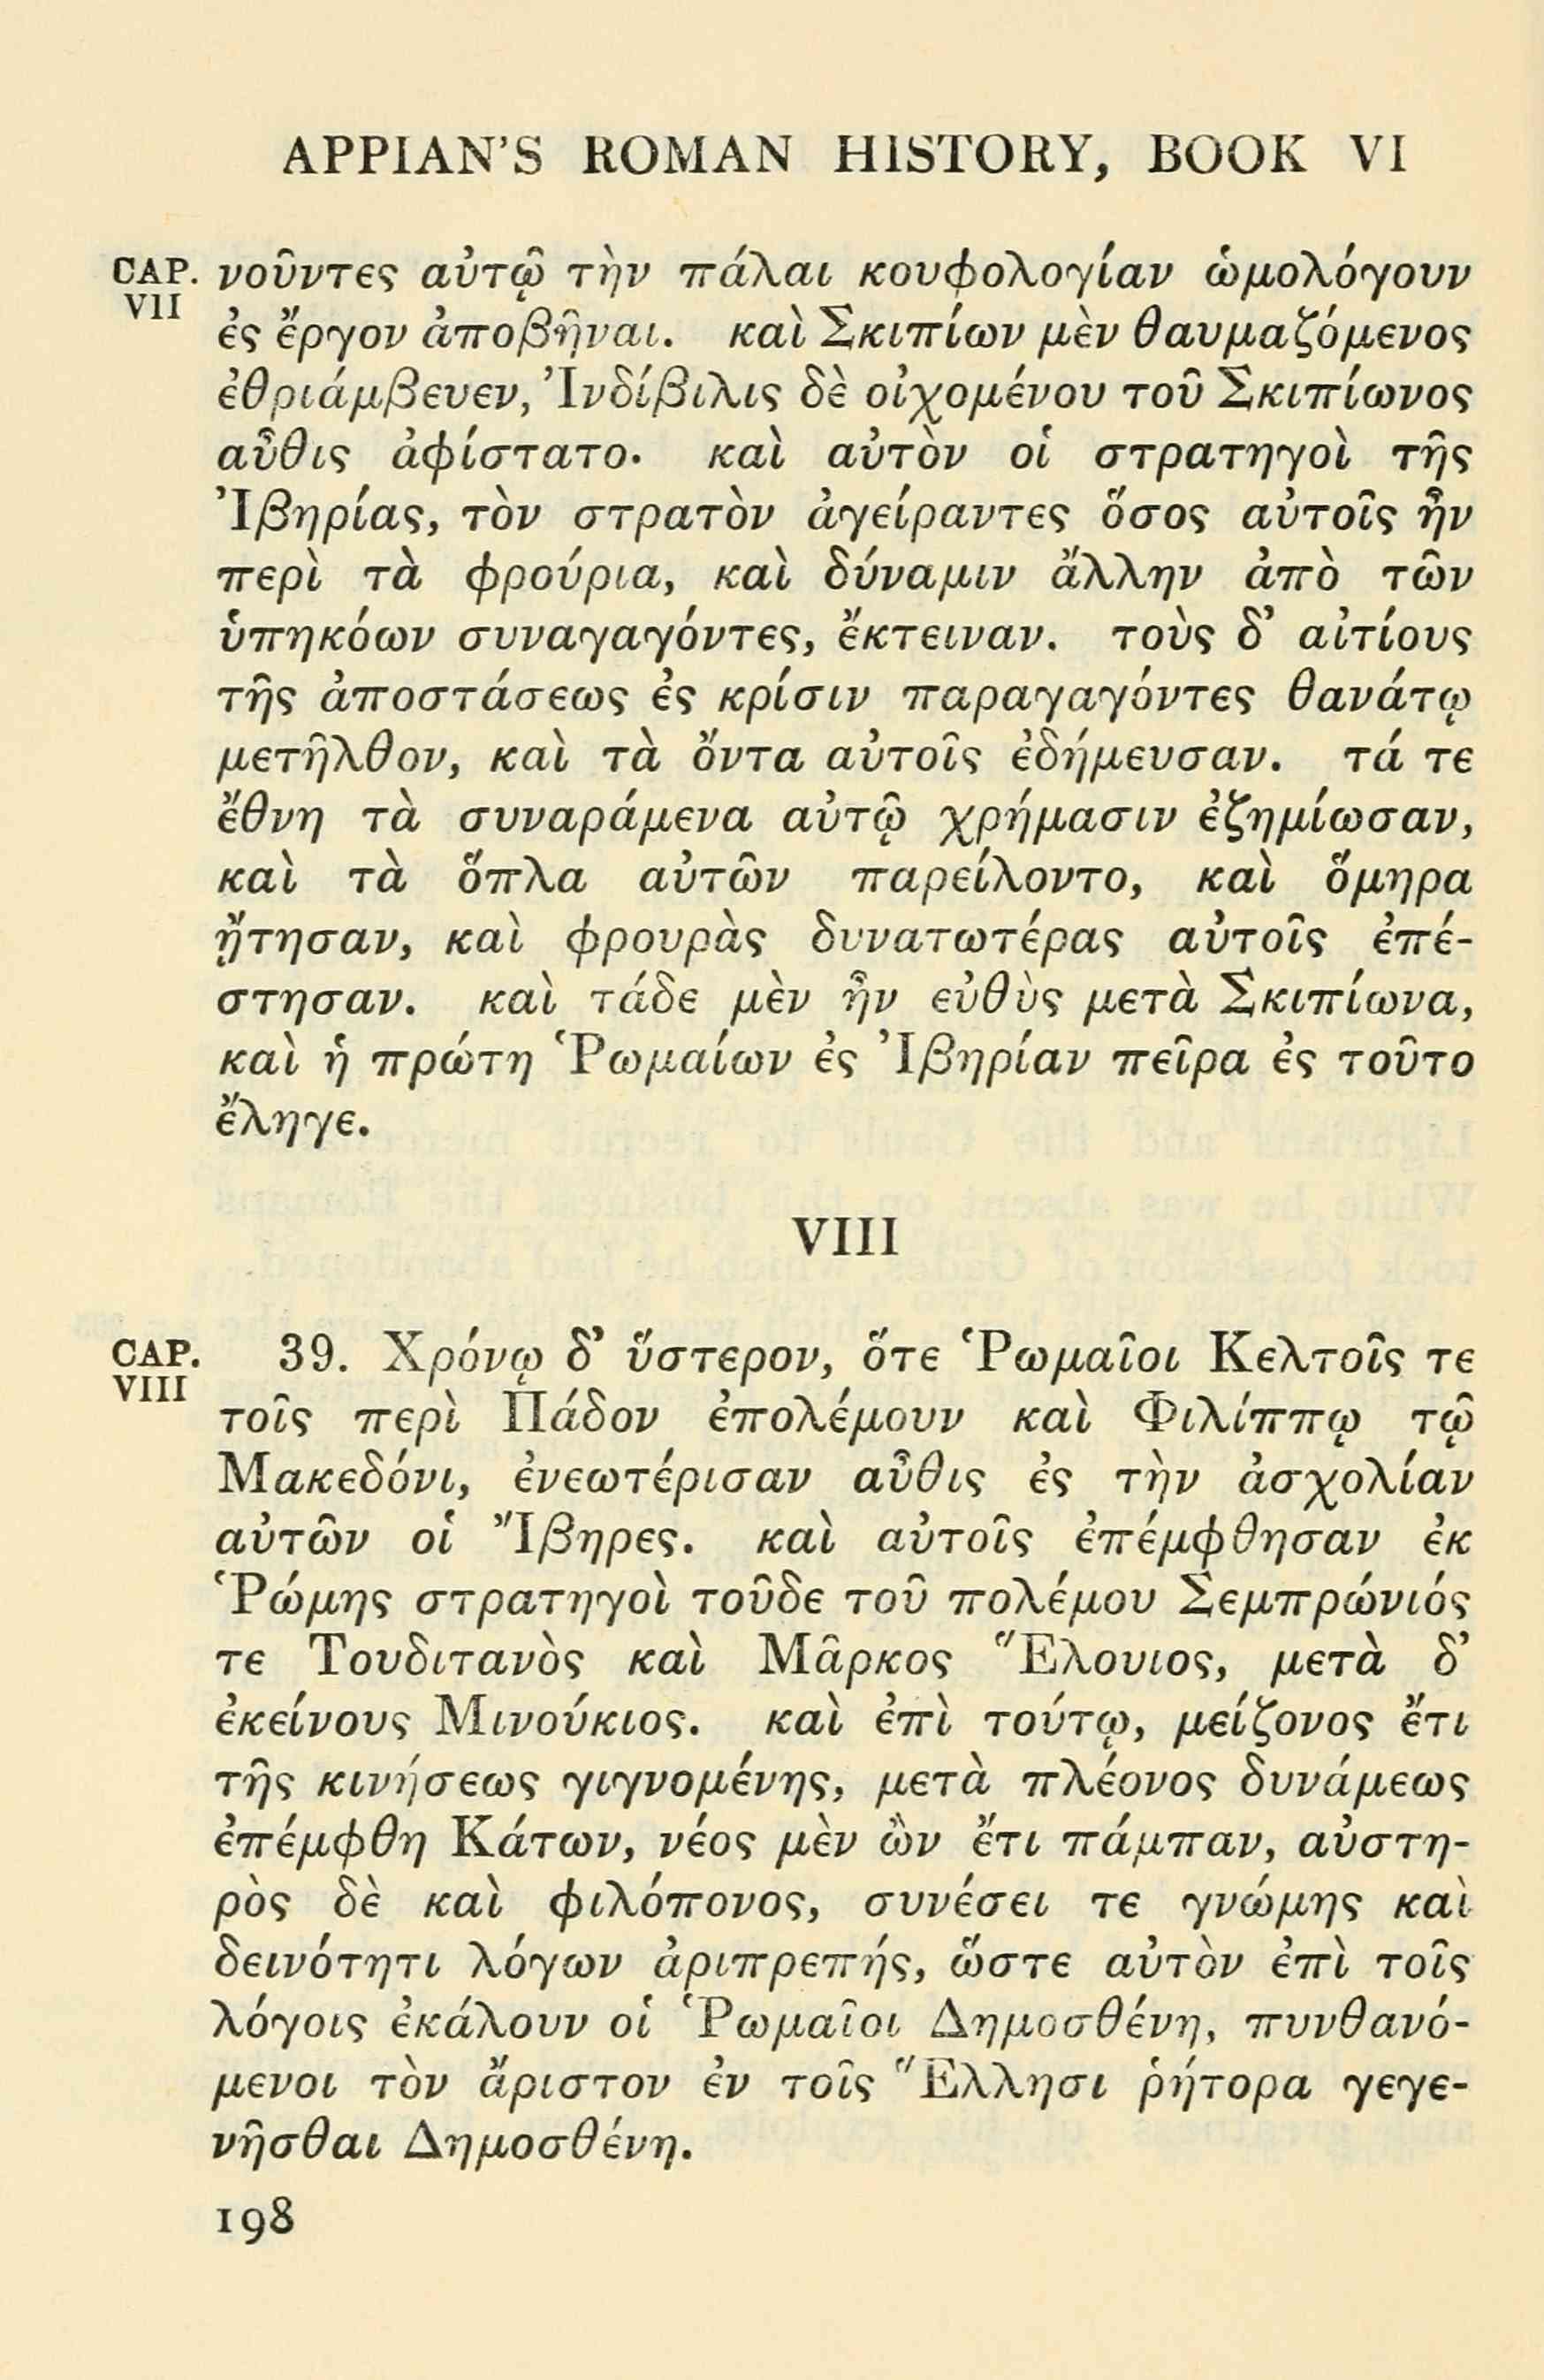 APPIAN'S ROMAN HISTORY, BOOK VI
CAP. VII
νοῦντες αὐτῷ τὴν πάλαι κουφολογίαν ὡμολόγουν
ἐς ἔργον ἀποβῆναι. καὶ Σκιπίων μὲν θαυμαζόμενος
ἐθριάμβευεν, Ἰνδίβιλις δὲ οἰχομένου τοῦ Σκιπίωνος
αὖθις ἀφίστατο. καὶ αὐτὸν οἱ στρατηγοὶ τῆς
Ἰβηρίας, τὸν στρατὸν ἀγείραντες ὅσος αὐτοῖς ἦν
περὶ τὰ φρούρια, καὶ δύναμιν ἄλλην ἀπὸ τῶν
ὑπηκόων συναγαγόντες, ἔκτειναν. τοὺς δ' αἰτίους
τῆς ἀποστάσεως ἐς κρίσιν παραγαγόντες θανάτῳ
μετῆλθον, καὶ τὰ ὄντα αὐτοῖς ἐδήμευσαν. τά τε
ἔθνη τὰ συναράμενα αὐτῷ χρήμασιν ἐζημίωσαν,
καὶ τὰ ὅπλα αὐτῶν παρείλοντο, καὶ ὅμηρα
ᾔτησαν, καὶ φρουρὰς δυνατωτέρας αὐτοῖς ἐπέ-
στησαν. καὶ τάδε μὲν ἦν εὐθὺς μετὰ Σκιπίωνα,
καὶ ἡ πρώτη Ῥωμαίων ἐς Ἰβηρίαν πεῖρα ἐς τοῦτο
ἔληγε.
VIII
CAP. VIII
39. Χρόνῳ δ' ὕστερον, ὅτε Ῥωμαῖοι Κελτοῖς τε
τοῖς περὶ Πάδον ἐπολέμουν καὶ Φιλίππῳ τῷ
Μακεδόνι, ἐνεωτέρισαν αὖθις ἐς τὴν ἀσχολίαν
αὐτῶν οἱ Ἴβηρες. καὶ αὐτοῖς ἐπέμφθησαν ἐκ
Ῥώμης στρατηγοὶ τοῦδε τοῦ πολέμου Σεμπρώνιός
τε Τουδιτανὸς καὶ Μᾶρκος Ἕλουιος, μετὰ δ'
ἐκείνους Μινούκιος. καὶ ἐπὶ τούτῳ, μείζονος ἔτι
τῆς κινήσεως γιγνομένης, μετὰ πλέονος δυνάμεως
ἐπέμφθη Κάτων, νέος μὲν ὢν ἔτι πάμπαν, αὐστη-
ρὸς δὲ καὶ φιλόπονος, συνέσει τε γνώμης καὶ
δεινότητι λόγων ἀριπρεπής, ὥστε αὐτὸν ἐπὶ τοῖς
λόγοις ἐκάλουν οἱ Ῥωμαῖοι Δημοσθένη, πυνθανό-
μενοι τὸν ἄριστον ἐν τοῖς Ἕλλησι ῥήτορα γεγε-
νῆσθαι Δημοσθένη.
198